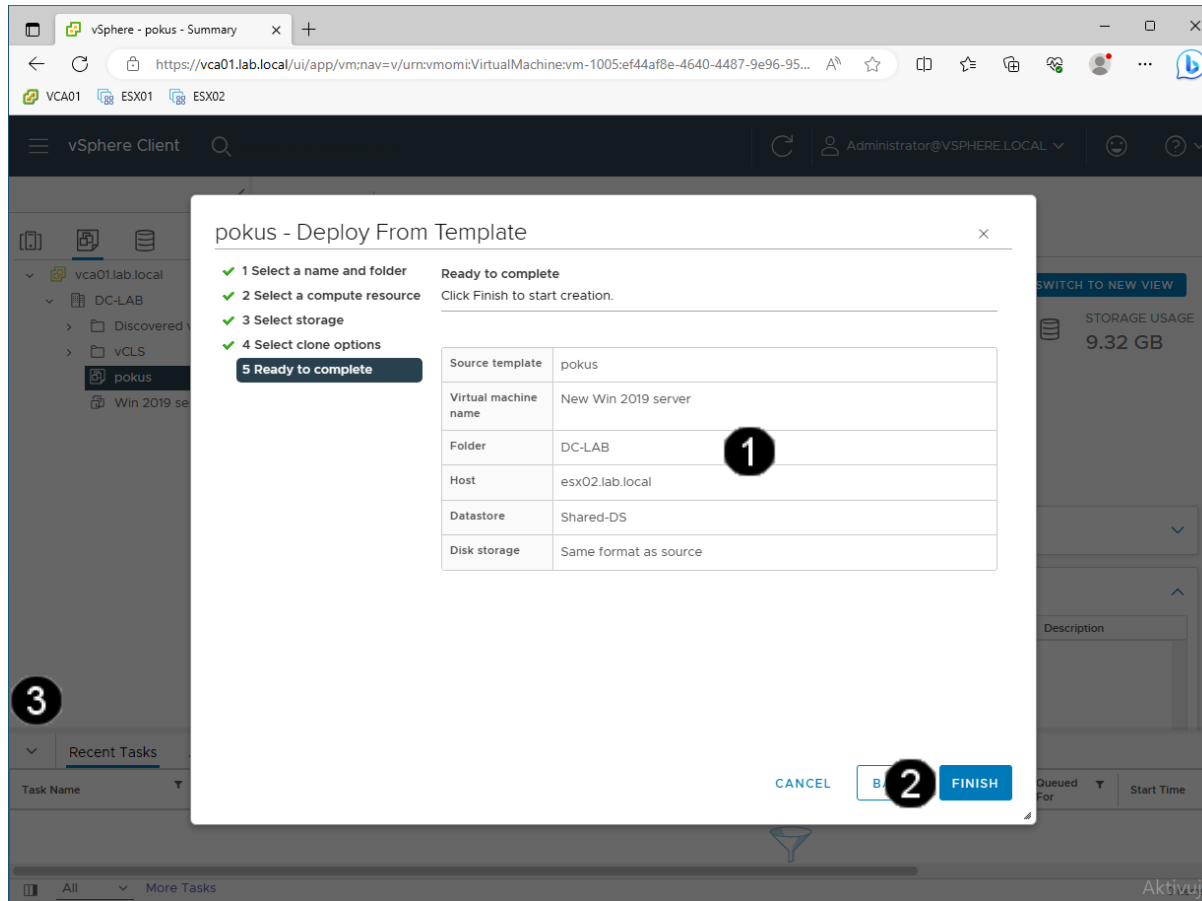 vSphere - pokus - Summary
https://vca01.lab.local/ui/app/vm;nav=v/urn:vmomi:VirtualMachine:vm-1005:ef44af8e-4640-4487-9e96-95...
VCA01 ESX01 ESX02
vSphere Client
Administrator@VSPHERE.LOCAL
pokus - Deploy From Template
1 Select a name and folder
2 Select a compute resource
3 Select storage
4 Select clone options
5 Ready to complete
Ready to complete
Click Finish to start creation.
Source template pokus
Virtual machine name New Win 2019 server
Folder DC-LAB
Host esx02.lab.local
Datastore Shared-DS
Disk storage Same format as source
1
vca01.lab.local
DC-LAB
Discovered
vCLS
pokus
Win 2019 se
SWITCH TO NEW VIEW
STORAGE USAGE
9.32 GB
Description
3
Recent Tasks
CANCEL 2 FINISH
Task Name
Queued For
Start Time
All More Tasks
Aktivuj